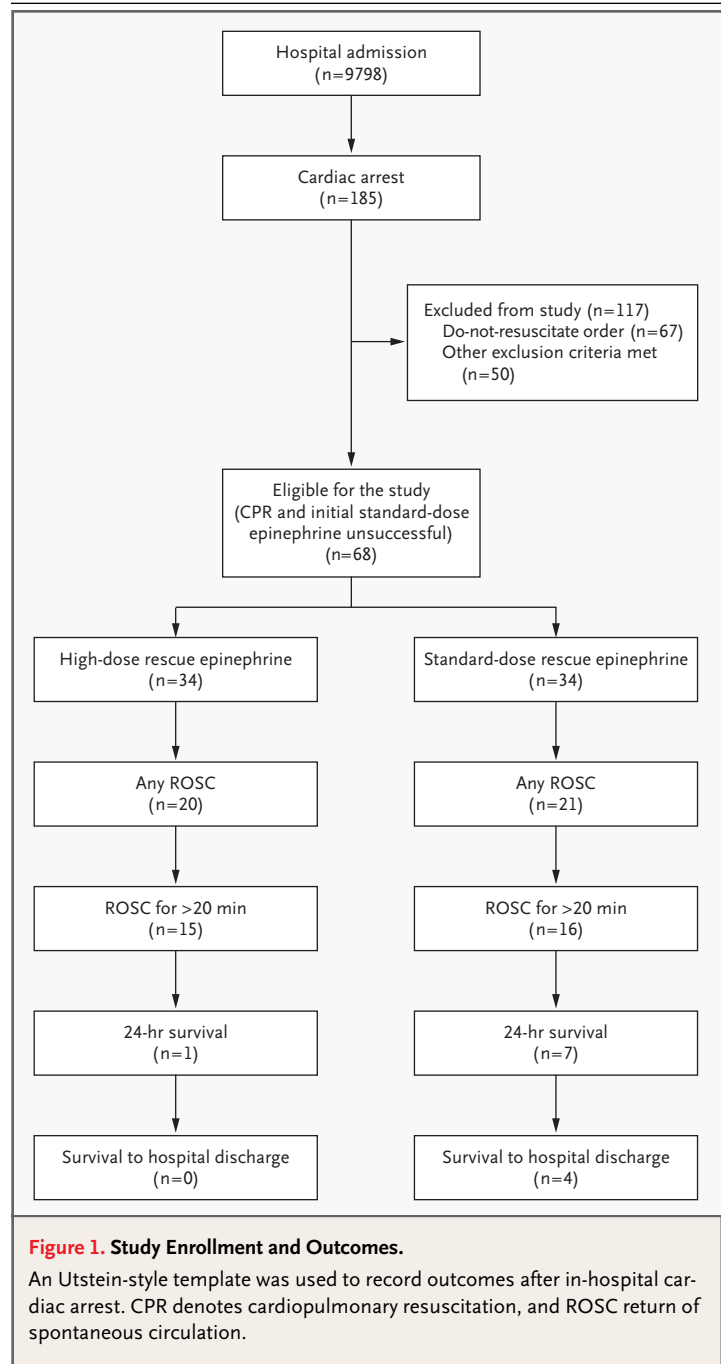 Hospital admission
(n=9798)
Cardiac arrest
(n=185)
Excluded from study (n=117)
Do-not-resuscitate order (n=67)
Other exclusion criteria met
(n=50)
Eligible for the study
(CPR and initial standard-dose
epinephrine unsuccessful)
(n=68)
High-dose rescue epinephrine
(n=34)
Standard-dose rescue epinephrine
(n=34)
Any ROSC
(n=20)
Any ROSC
(n=21)
ROSC for >20 min
(n=15)
ROSC for >20 min
(n=16)
24-hr survival
(n=1)
24-hr survival
(n=7)
Survival to hospital discharge
(n=0)
Survival to hospital discharge
(n=4)
Figure 1. Study Enrollment and Outcomes.
An Utstein-style template was used to record outcomes after in-hospital car-
diac arrest. CPR denotes cardiopulmonary resuscitation, and ROSC return of
spontaneous circulation.